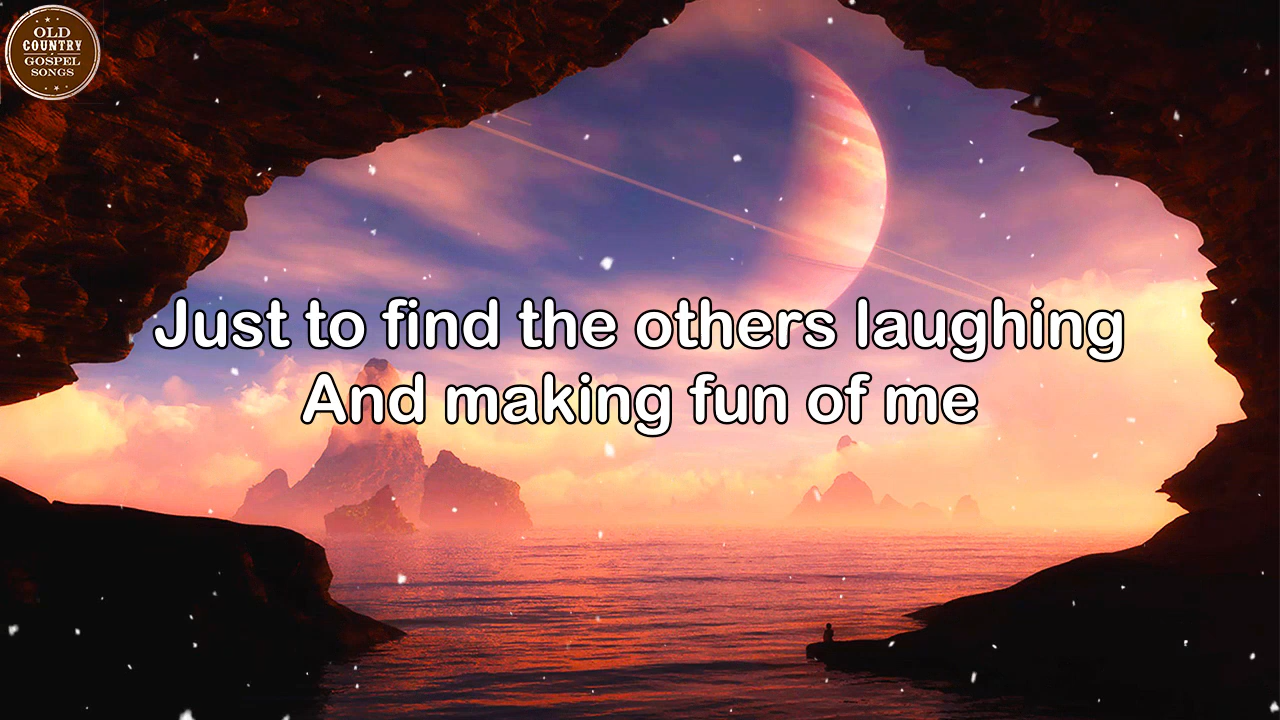 OLD
COUNTRY
GOSPEL
SONGS
Just to find the others laughing
And making fun of me